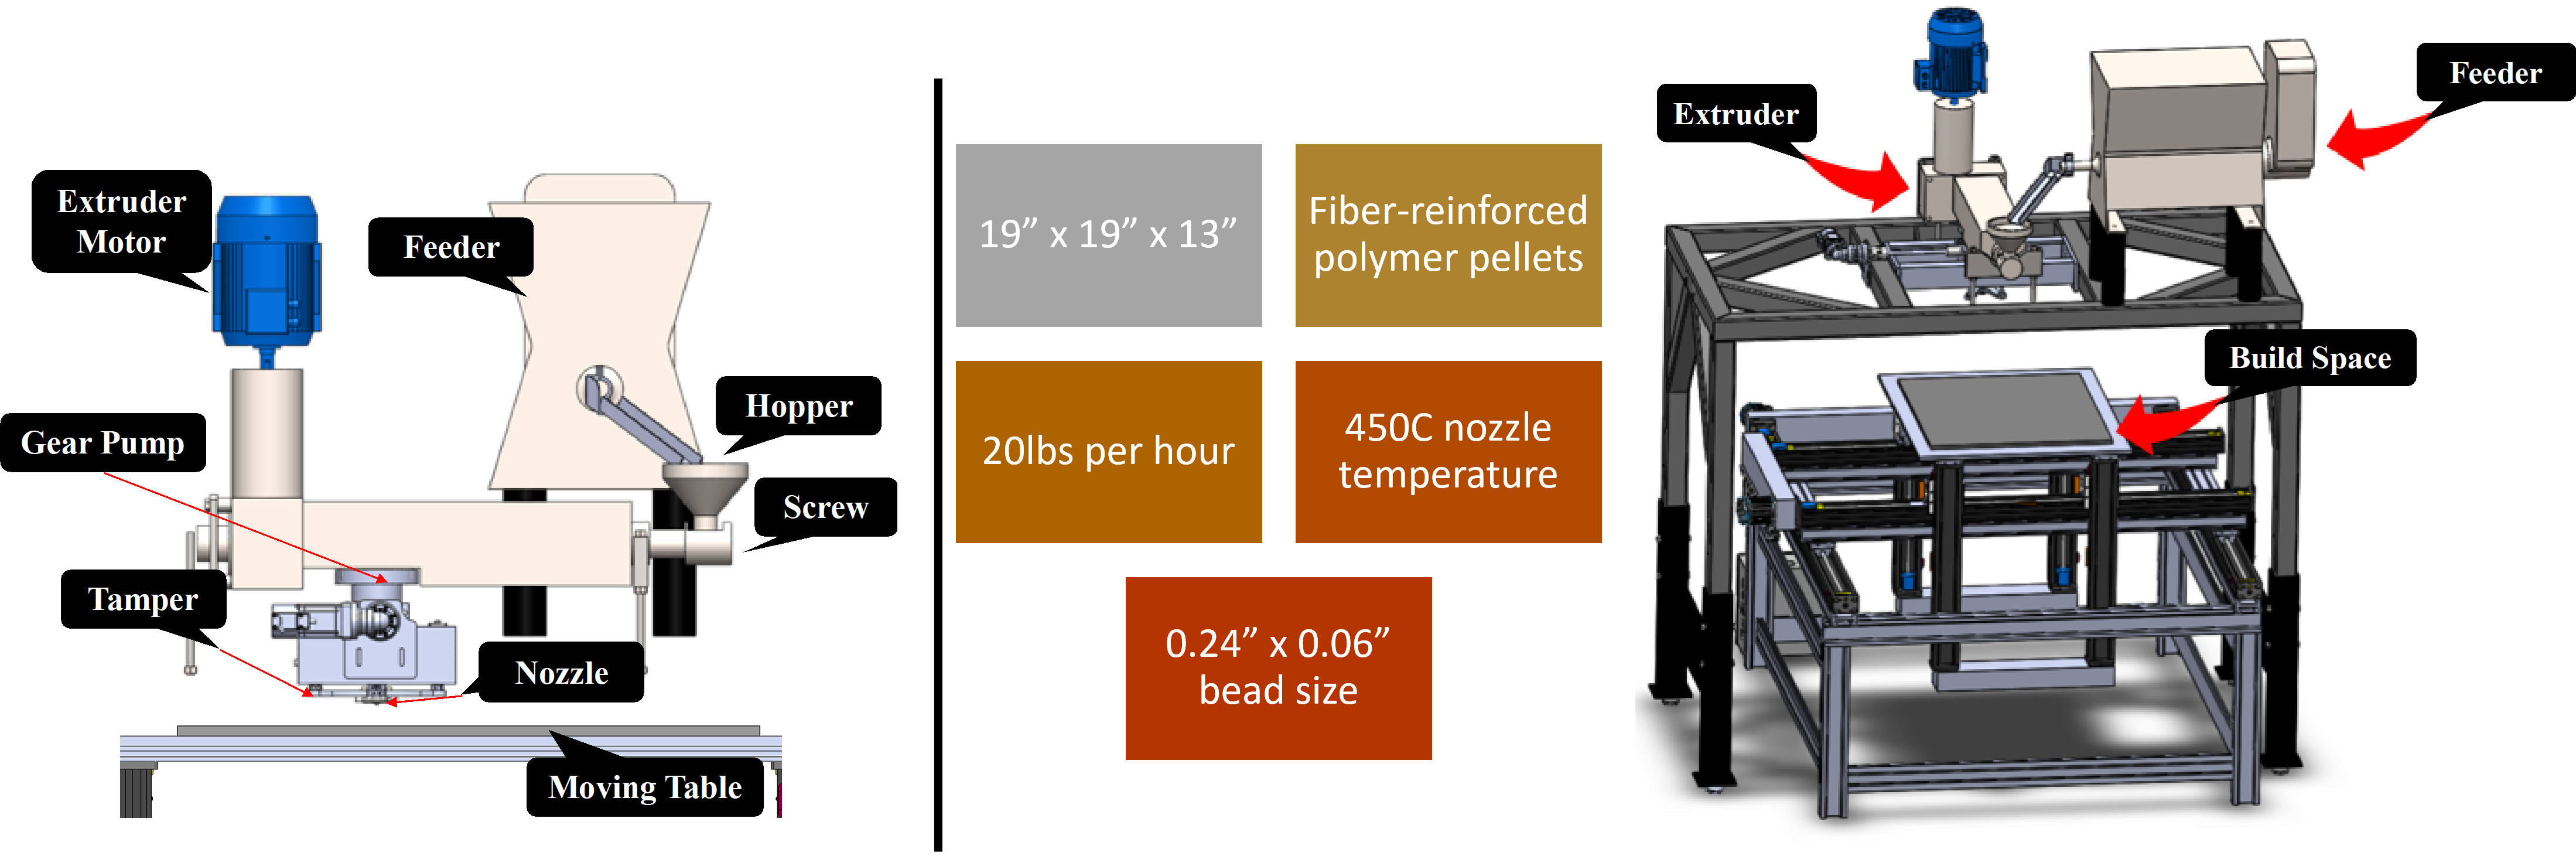 Extruder
Motor
Feeder
Hopper
Gear Pump
Screw
Tamper
Nozzle
Moving Table
19” x 19” x 13”
Fiber-reinforced
polymer pellets
20lbs per hour
450C nozzle
temperature
0.24” x 0.06”
bead size
Extruder
Feeder
Build Space